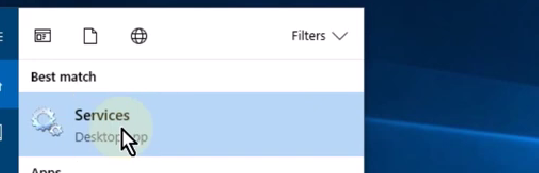 Filters
Best match
Services
Desktop app
Apps